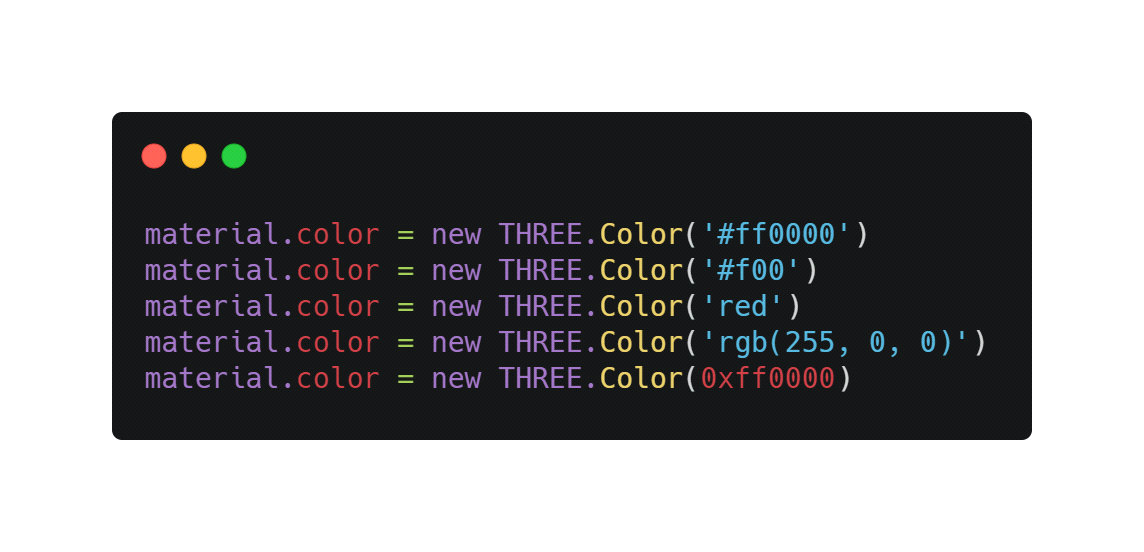 material.color = new THREE.Color('#ff0000')
material.color = new THREE.Color('#f00')
material.color = new THREE.Color('red')
material.color = new THREE.Color('rgb(255, 0, 0)')
material.color = new THREE.Color(0xff0000)